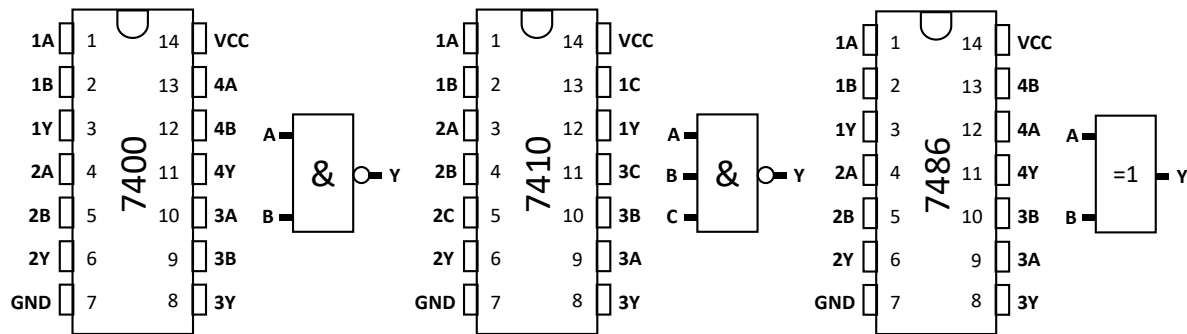 1A 1 14 VCC
1B 2 13 4A
1Y 3 12 4B
2A 4 11 4Y
2B 5 10 3A
2Y 6 9 3B
GND 7 8 3Y
7400
A
&
Y
B
1A 1 14 VCC
1B 2 13 1C
2A 3 12 1Y
2B 4 11 3C
2C 5 10 3B
2Y 6 9 3A
GND 7 8 3Y
7410
A
B & Y
C
1A 1 14 VCC
1B 2 13 4B
1Y 3 12 4A
2A 4 11 4Y
2B 5 10 3B
2Y 6 9 3A
GND 7 8 3Y
7486
A
=1 Y
B